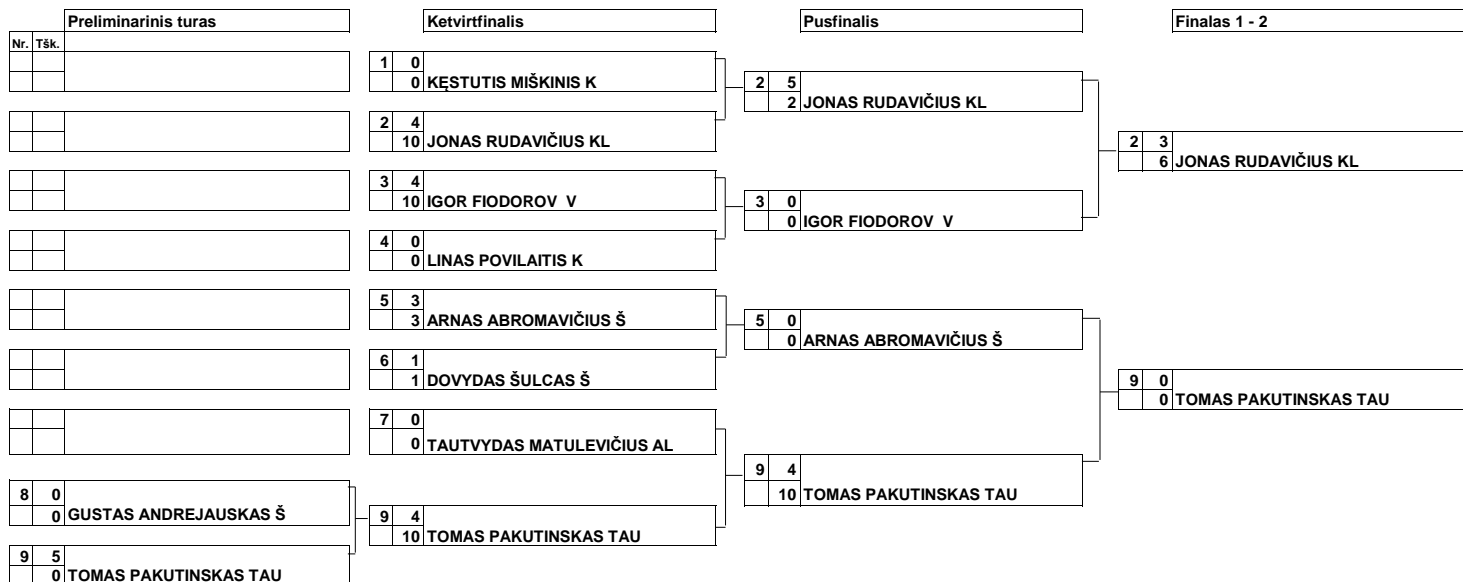 Preliminarinis turas Ketvirtfinalis Pusfinalis Finalas 1 - 2
Nr. Tšk.
1 0
0 KĘSTUTIS MIŠKINIS K
2 4
10 JONAS RUDAVIČIUS KL
3 4
10 IGOR FIODOROV V
4 0
0 LINAS POVILAITIS K
5 3
3 ARNAS ABROMAVIČIUS Š
6 1
1 DOVYDAS ŠULCAS Š
7 0
0 TAUTVYDAS MATULEVIČIUS AL
8 0
0 GUSTAS ANDREJAUSKAS Š
9 5
0 TOMAS PAKUTINSKAS TAU
9 4
10 TOMAS PAKUTINSKAS TAU
2 5
2 JONAS RUDAVIČIUS KL
3 0
0 IGOR FIODOROV V
5 0
0 ARNAS ABROMAVIČIUS Š
9 4
10 TOMAS PAKUTINSKAS TAU
2 3
6 JONAS RUDAVIČIUS KL
9 0
0 TOMAS PAKUTINSKAS TAU